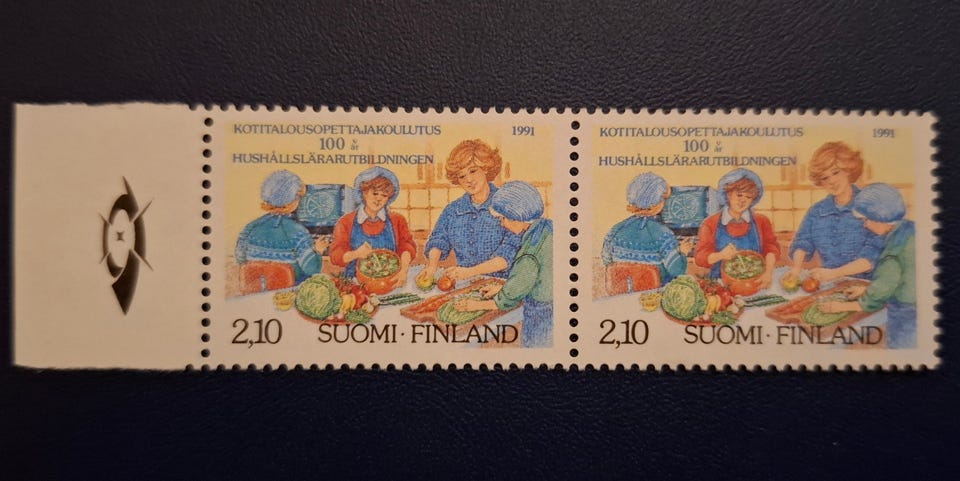 KOTITALOUSOPETTAJAKOULUTUS 1991
100 v år
HUSHÅLLSLÄRARUTBILDNINGEN
2,10 SUOMI·FINLAND
KOTITALOUSOPETTAJAKOULUTUS 1991
100 v år
HUSHÅLLSLÄRARUTBILDNINGEN
2,10 SUOMI·FINLAND